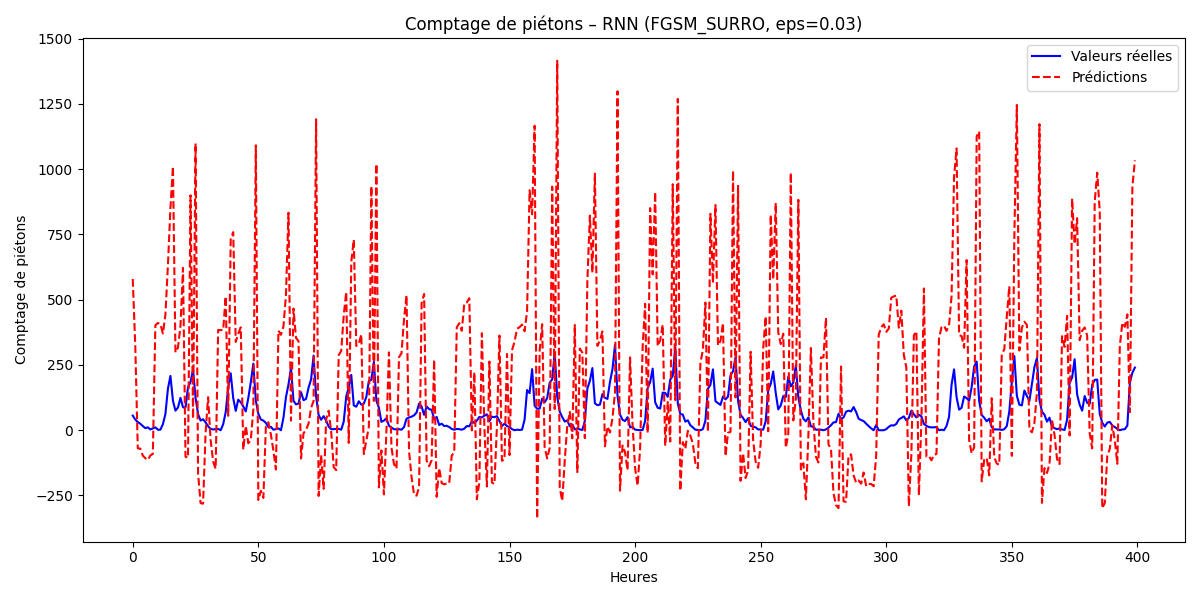 Comptage de piétons – RNN (FGSM_SURRO, eps=0.03)
Valeurs réelles
Prédictions
Comptage de piétons
1500
1250
1000
750
500
250
0
−250
0 50 100 150 200 250 300 350 400
Heures